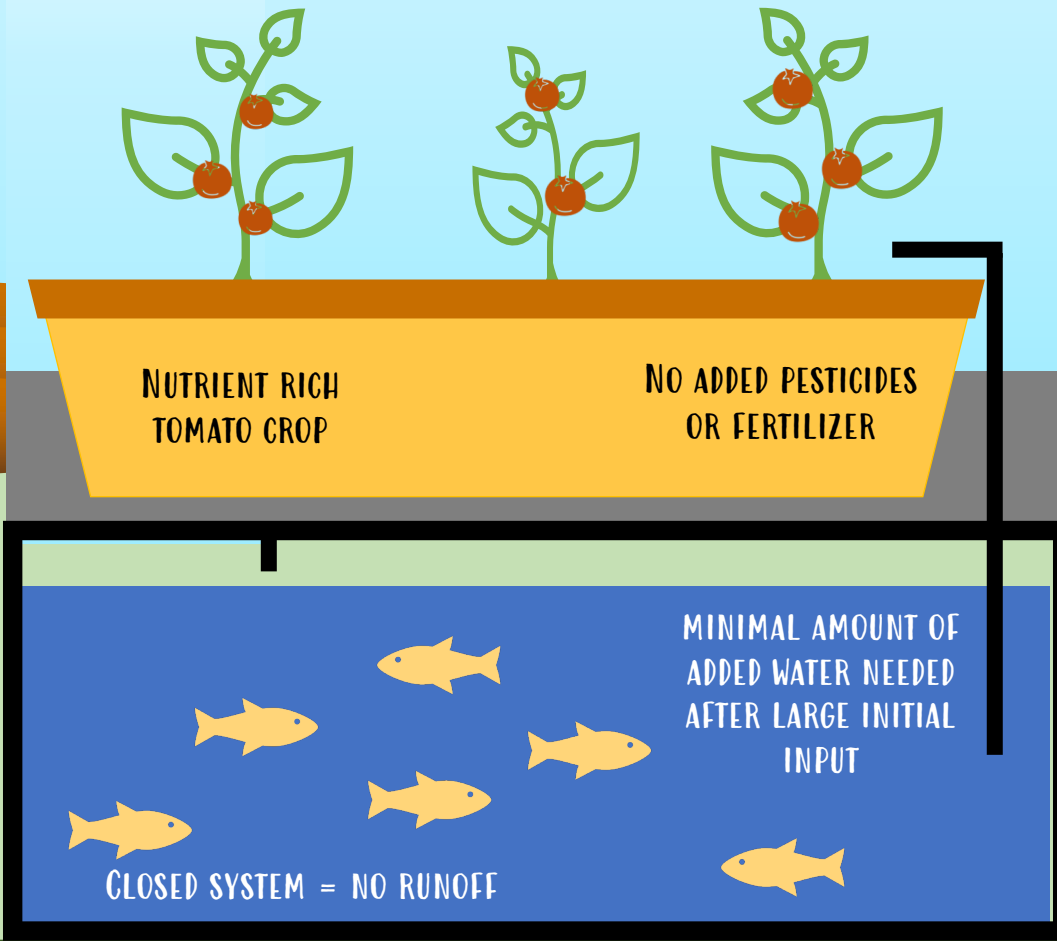 Nutrient rich
tomato crop
No added pesticides
or fertilizer
minimal amount of
added water needed
after large initial
input
Closed system = no runoff